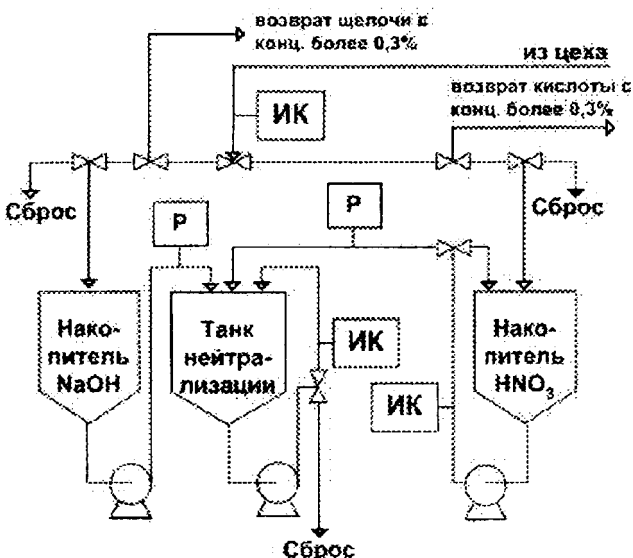 возврат щелочи с
конц. более 0,3%
из цеха
возврат кислоты с
конц. более 0,3%
ИК
Сброс
Сброс
Р
Р
Нако-
питель
NaOH
Танк
нейтра-
лизации
ИК
ИК
Нако-
питель
HNO₃
Сброс